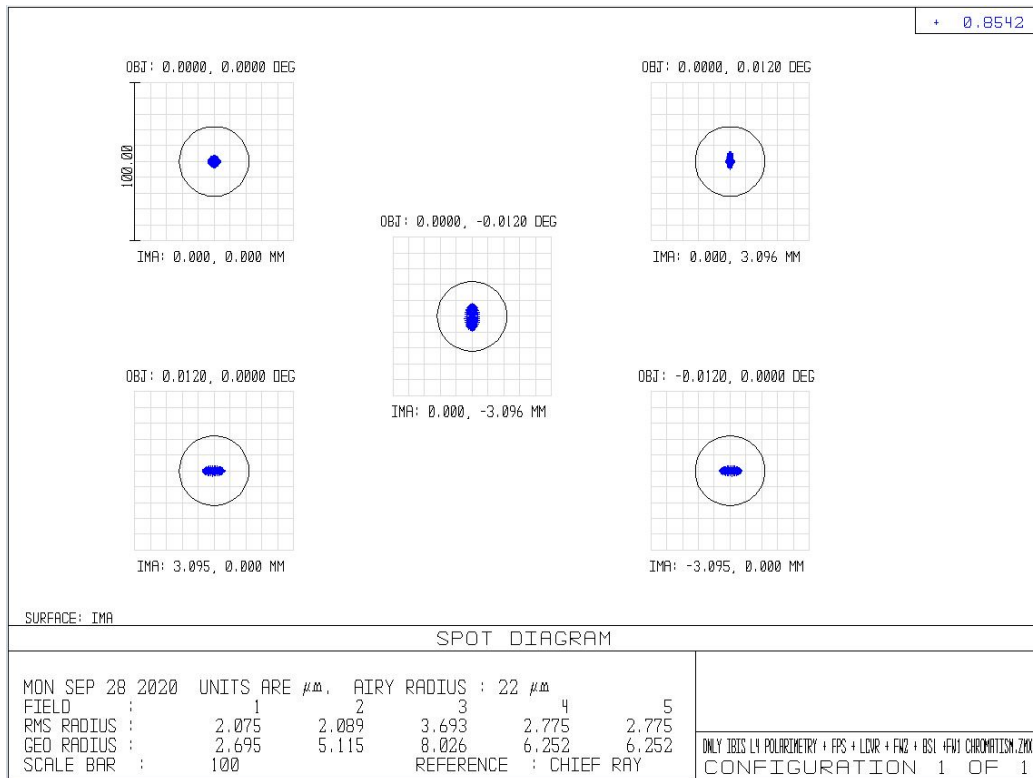 + 0.8542
OBJ: 0.0000, 0.0000 DEG
OBJ: 0.0000, 0.0120 DEG
100.00
IMA: 0.000, 0.000 MM
IMA: 0.000, 3.096 MM
OBJ: 0.0000, -0.0120 DEG
IMA: 0.000, -3.096 MM
OBJ: 0.0120, 0.0000 DEG
OBJ: -0.0120, 0.0000 DEG
IMA: 3.095, 0.000 MM
IMA: -3.095, 0.000 MM
SURFACE: IMA
SPOT DIAGRAM
MON SEP 28 2020 UNITS ARE µm. AIRY RADIUS : 22 µm
FIELD : 1 2 3 4 5
RMS RADIUS : 2.075 2.089 3.693 2.775 2.775
GEO RADIUS : 2.695 5.115 8.026 6.252 6.252
SCALE BAR : 100 REFERENCE : CHIEF RAY
ONLY IBIS L4 POLARIMETRY + FPS + LCVR + FW2 + BS1 +FW1 CHROMATISM.ZMX
CONFIGURATION 1 OF 1